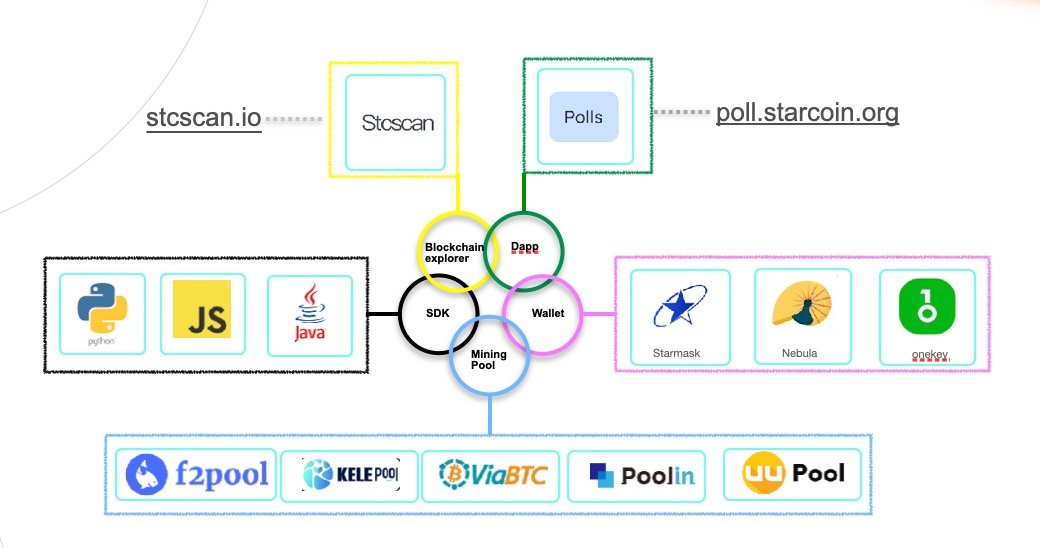 stcscan.io
Stcscan
Polls
poll.starcoin.org
Blockchain
explorer
Dapp
python
JS
Java
SDK
Wallet
Mining
Pool
Starmask
Nebula
1
onekey
f2pool
KELEPOOL
ViaBTC
Poolin
UU Pool